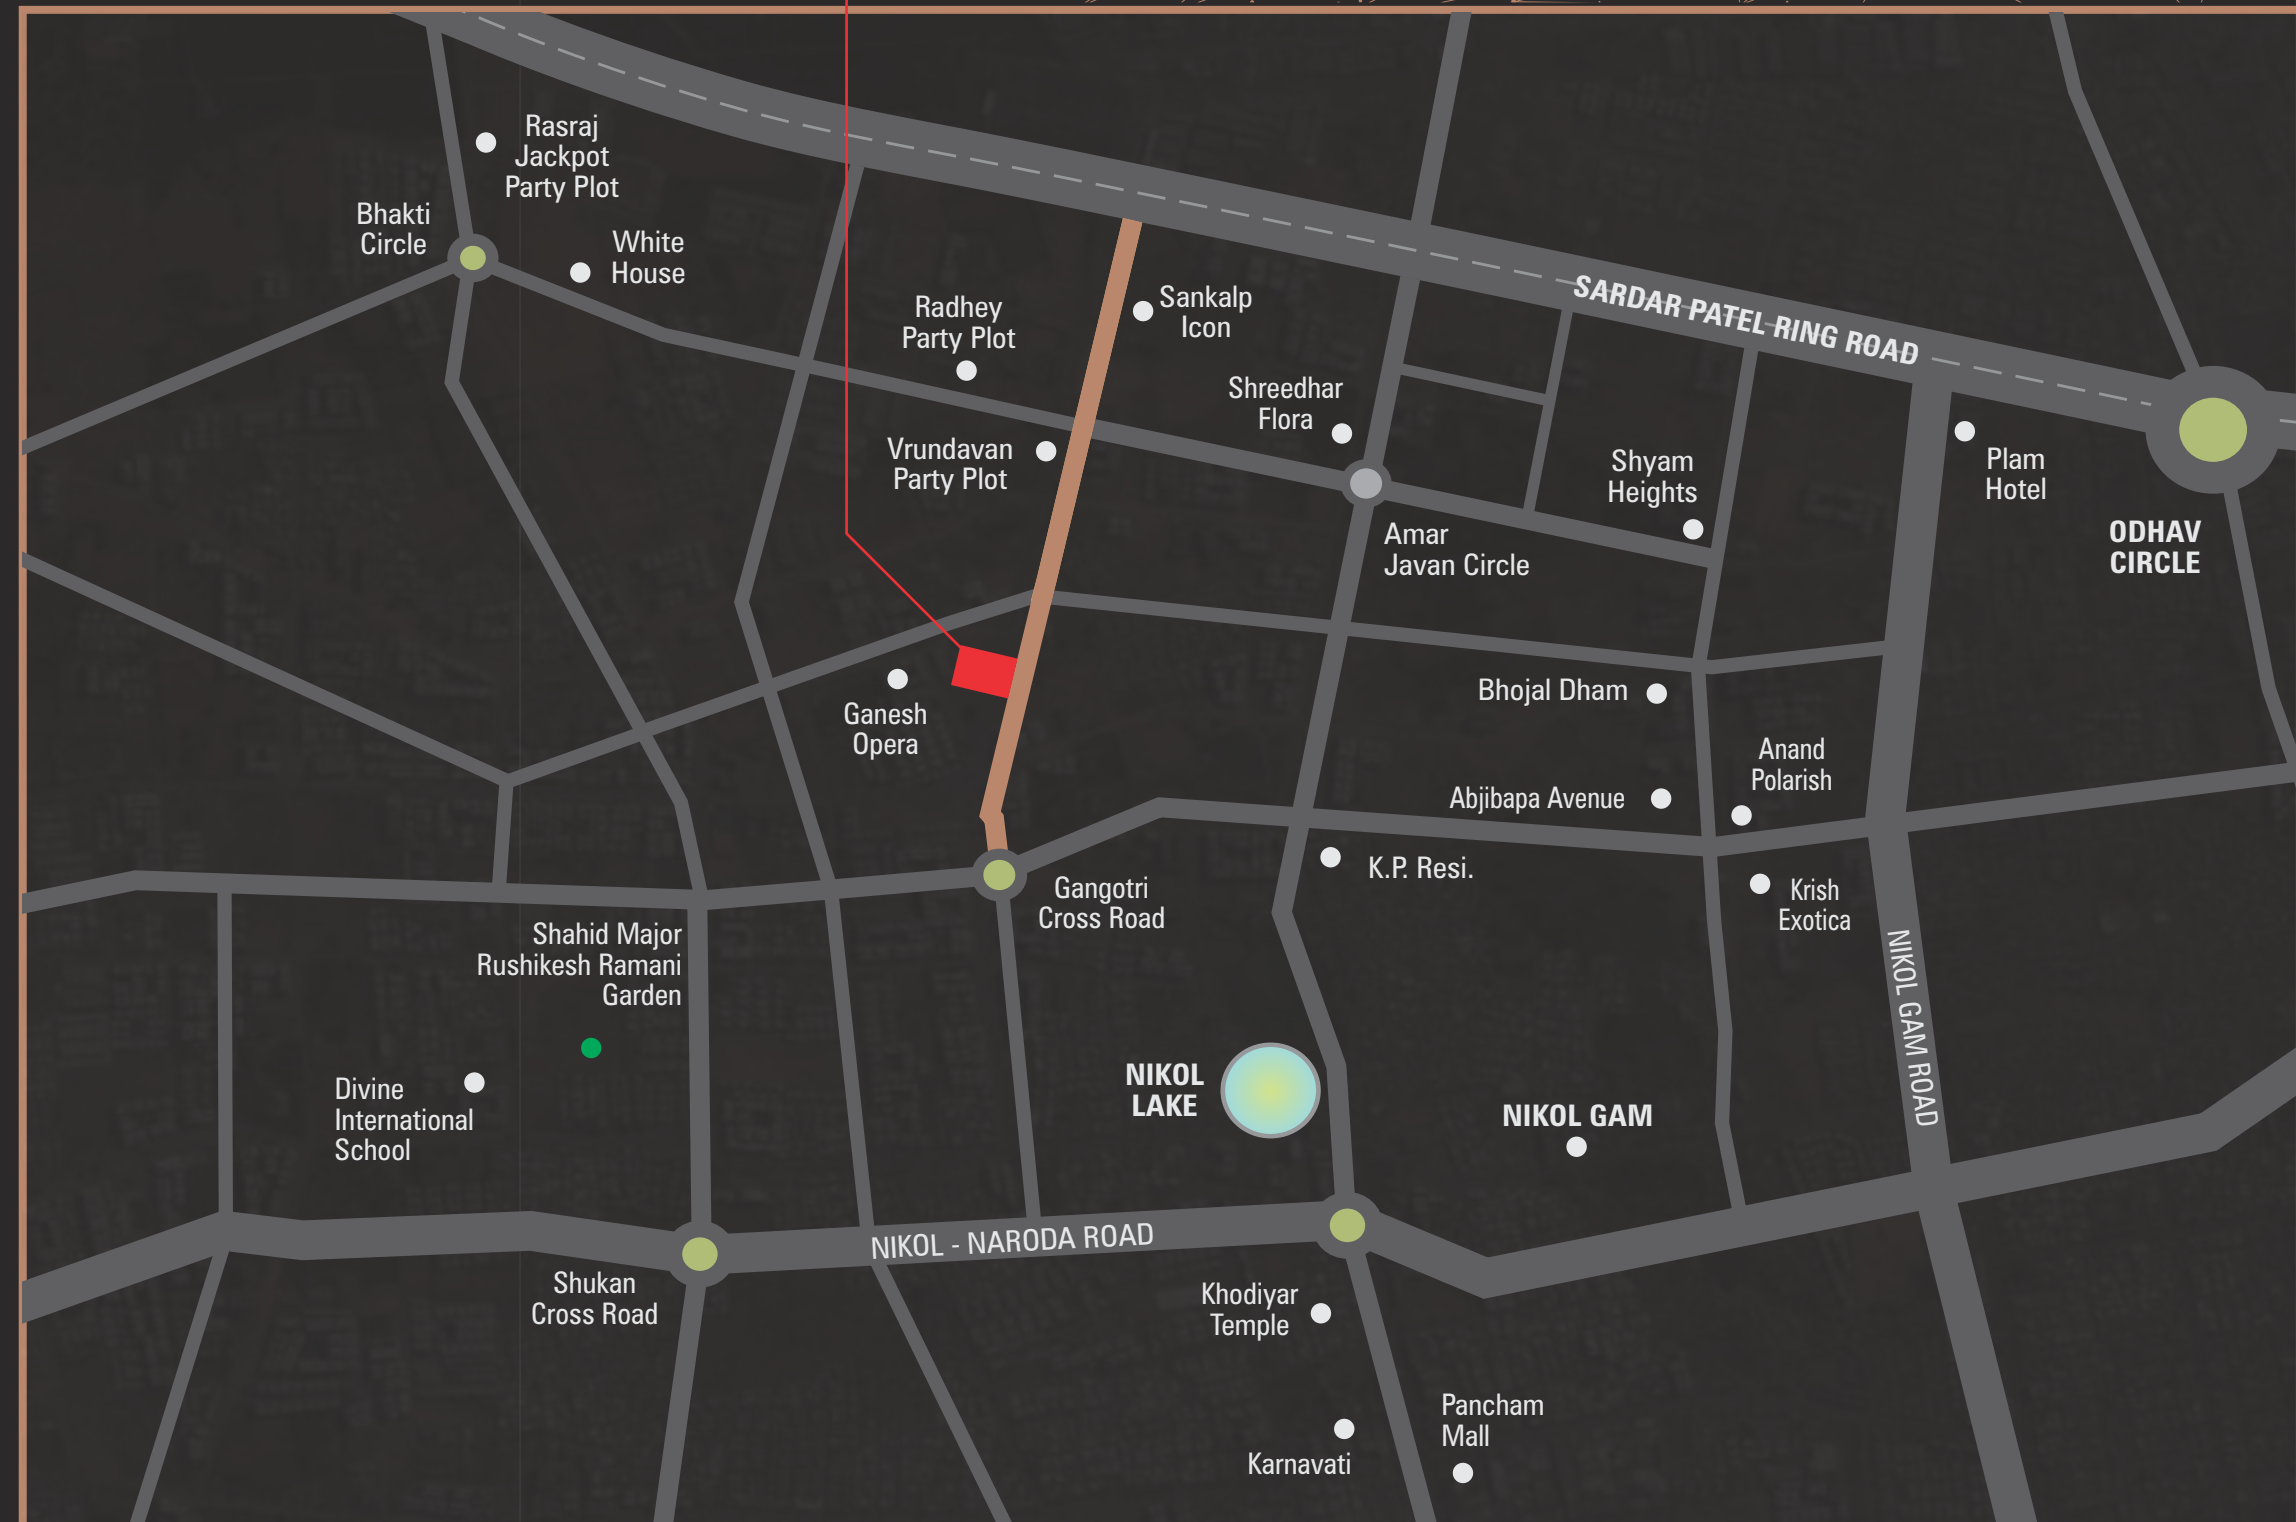 Rasraj
Jackpot
Party Plot
Bhakti
Circle
White
House
Radhey
Party Plot
Sankalp
Icon
SARDAR PATEL RING ROAD
Shreedhar
Flora
Vrundavan
Party Plot
Shyam
Heights
Plam
Hotel
Amar
Javan Circle
ODHAV
CIRCLE
Ganesh
Opera
Bhojal Dham
Anand
Polarish
Abjibapa Avenue
K.P. Resi.
Gangotri
Cross Road
Krish
Exotica
Shahid Major
Rushikesh Ramani
Garden
NIKOL GAM ROAD
Divine
International
School
NIKOL
LAKE
NIKOL GAM
NIKOL - NARODA ROAD
Shukan
Cross Road
Khodiyar
Temple
Pancham
Mall
Karnavati